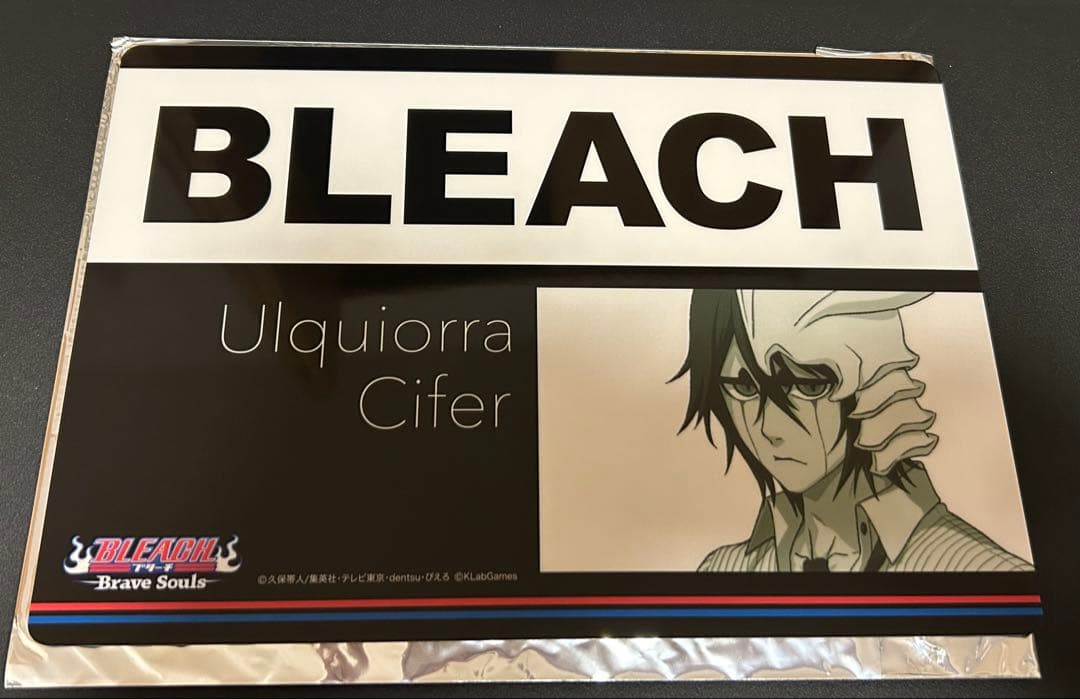 BLEACH
Ulquiorra
Cifer
BLEACH
ブリーチ
Brave Souls
©久保帯人/集英社・テレビ東京・dentsu・ぴえろ ©KLabGames